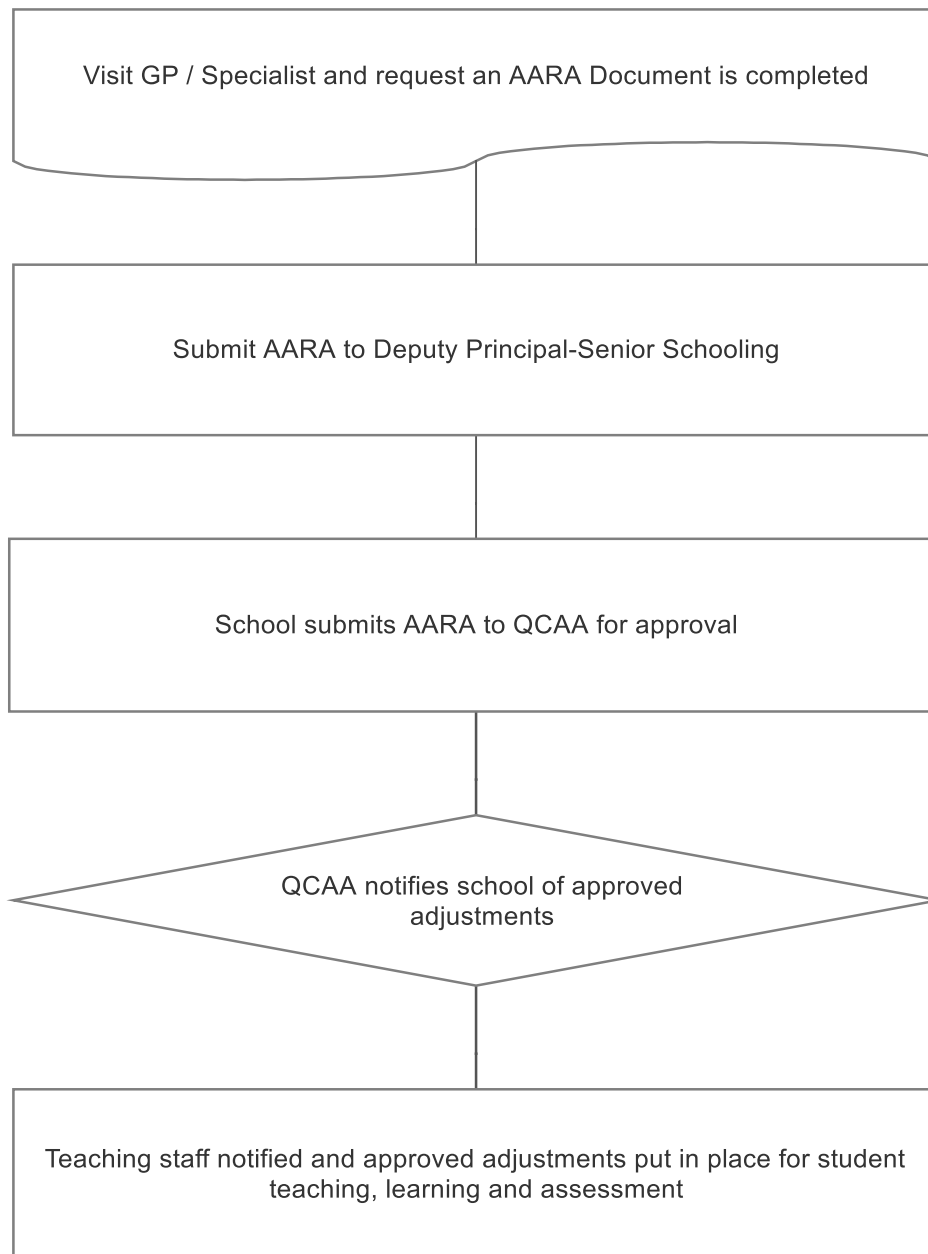 Visit GP / Specialist and request an AARA Document is completed
Submit AARA to Deputy Principal-Senior Schooling
School submits AARA to QCAA for approval
QCAA notifies school of approved
adjustments
Teaching staff notified and approved adjustments put in place for student
teaching, learning and assessment